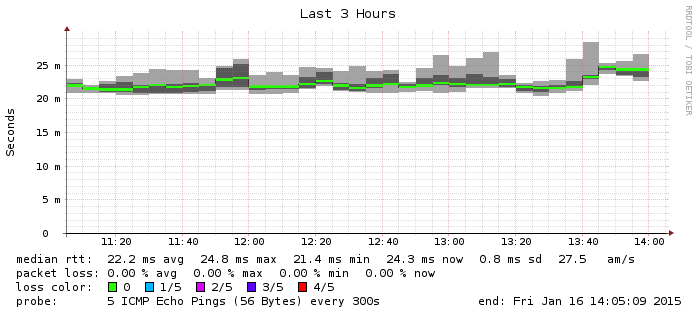 Last 3 Hours
RRDTOOL / TOBI OETIKER
Seconds
25 m
20 m
15 m
10 m
5 m
0
11:20 11:40 12:00 12:20 12:40 13:00 13:20 13:40 14:00
median rtt: 22.2 ms avg 24.8 ms max 21.4 ms min 24.3 ms now 0.8 ms sd 27.5 am/s
packet loss: 0.00 % avg 0.00 % max 0.00 % min 0.00 % now
loss color: 0 1/5 2/5 3/5 4/5
probe: 5 ICMP Echo Pings (56 Bytes) every 300s end: Fri Jan 16 14:05:09 2015